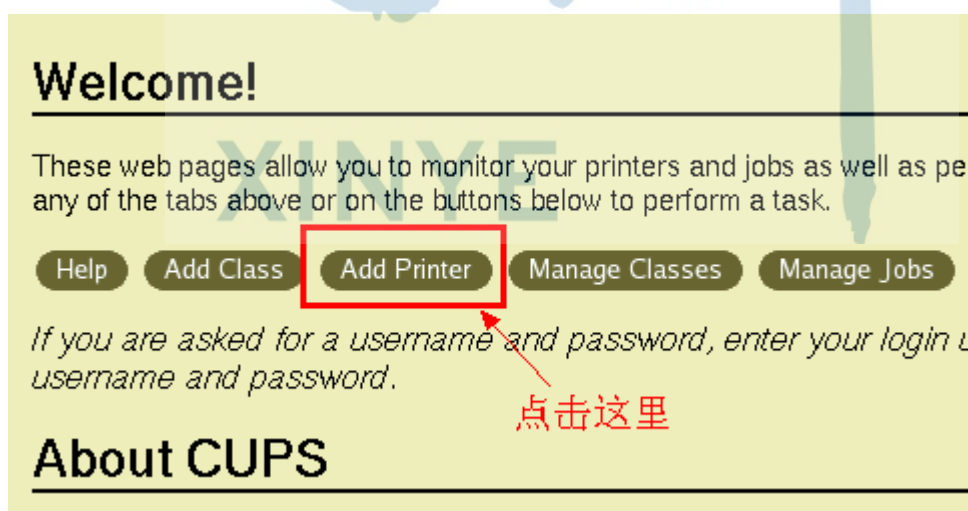 Welcome!
XINYE
These web pages allow you to monitor your printers and jobs as well as pe
any of the tabs above or on the buttons below to perform a task.
Help Add Class Add Printer Manage Classes Manage Jobs
If you are asked for a username and password, enter your login u
username and password.
点击这里
About CUPS